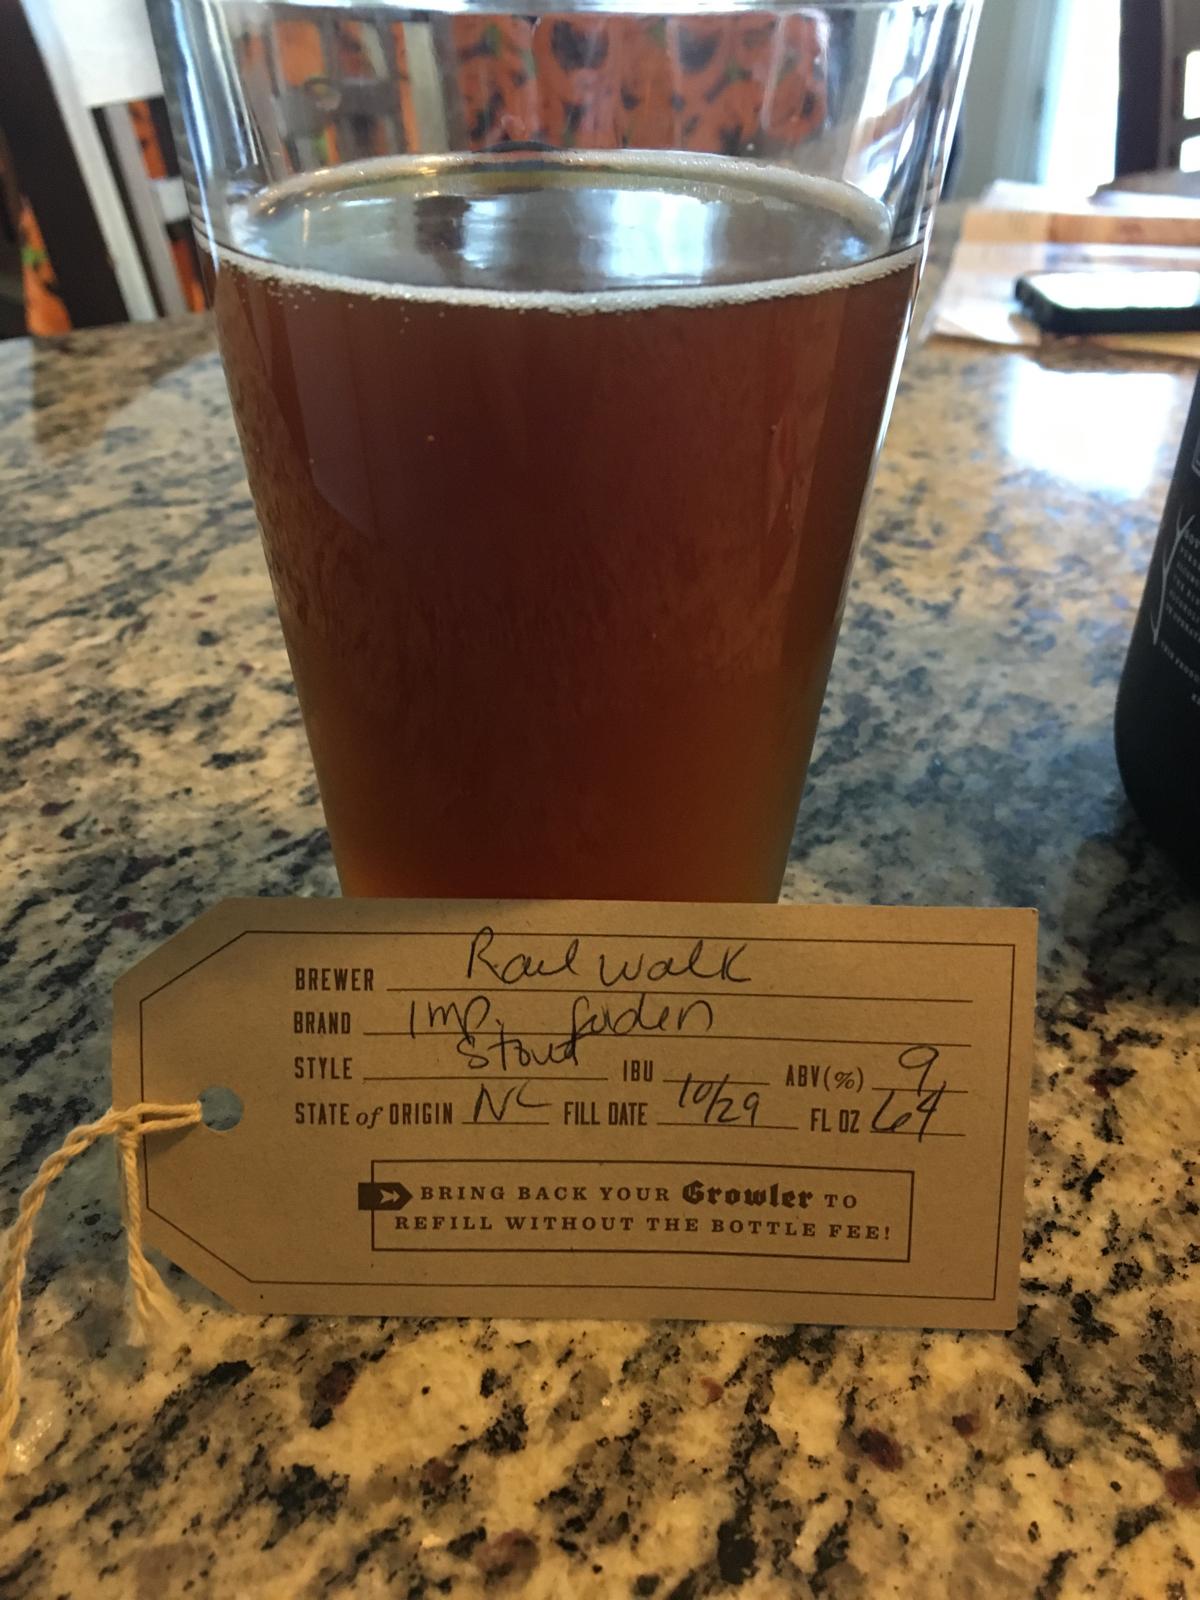 BREWER Rail walk
BRAND Imp. Golden
Stout
STYLE IBU ABV(%) 9
STATE of ORIGIN NC FILL DATE 10/29 FL OZ 64
BRING BACK YOUR Growler TO
REFILL WITHOUT THE BOTTLE FEE!